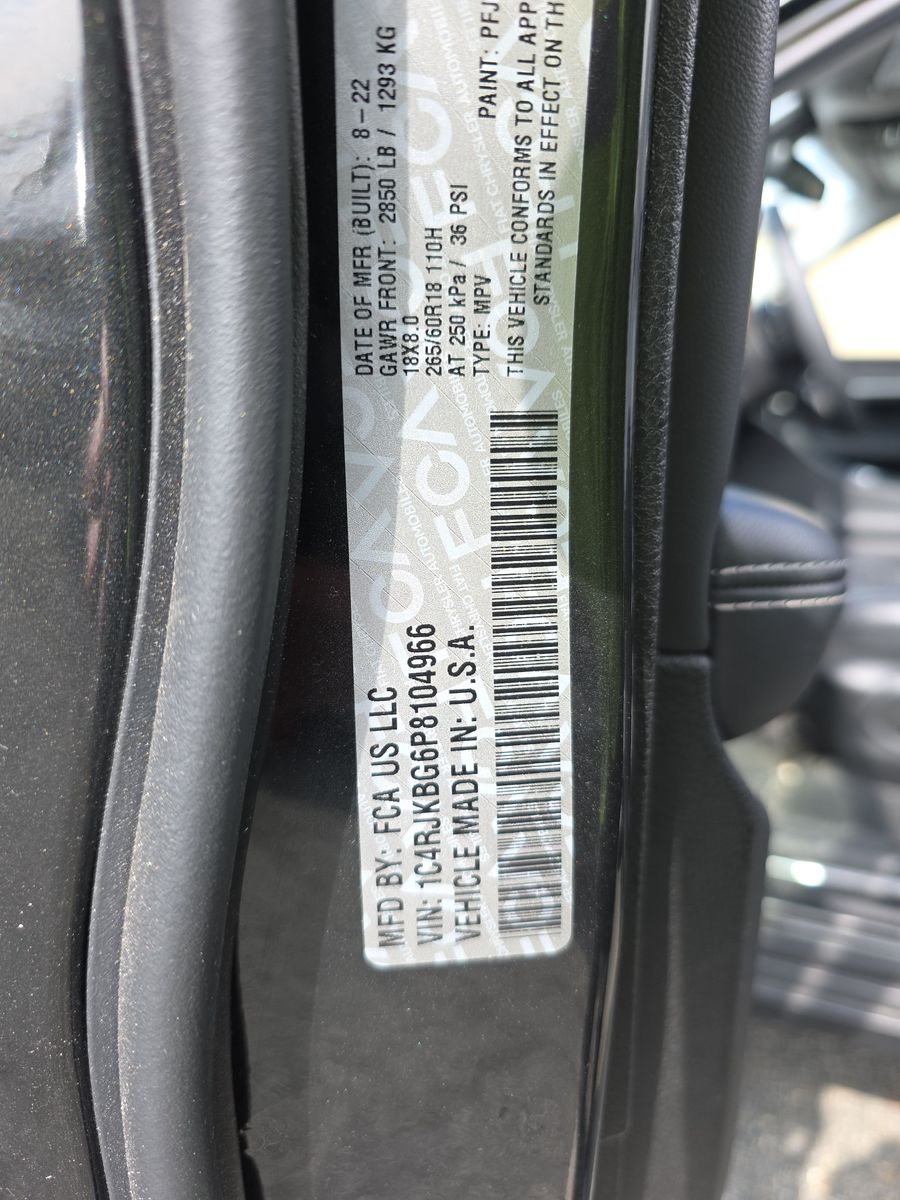 MFD BY: FCA US LLC
VIN: 1C4RJKBG6P8104966
VEHICLE MADE IN: U.S.A.
DATE OF MFR (BUILT): 8-22
GAWR FRONT: 2850 LB / 1293 KG
18X8.0
265/60R18 110H
AT 250 kPa / 36 PSI
TYPE: MPV PAINT: PFJ
THIS VEHICLE CONFORMS TO ALL APP
STANDARDS IN EFFECT ON TH
FCA